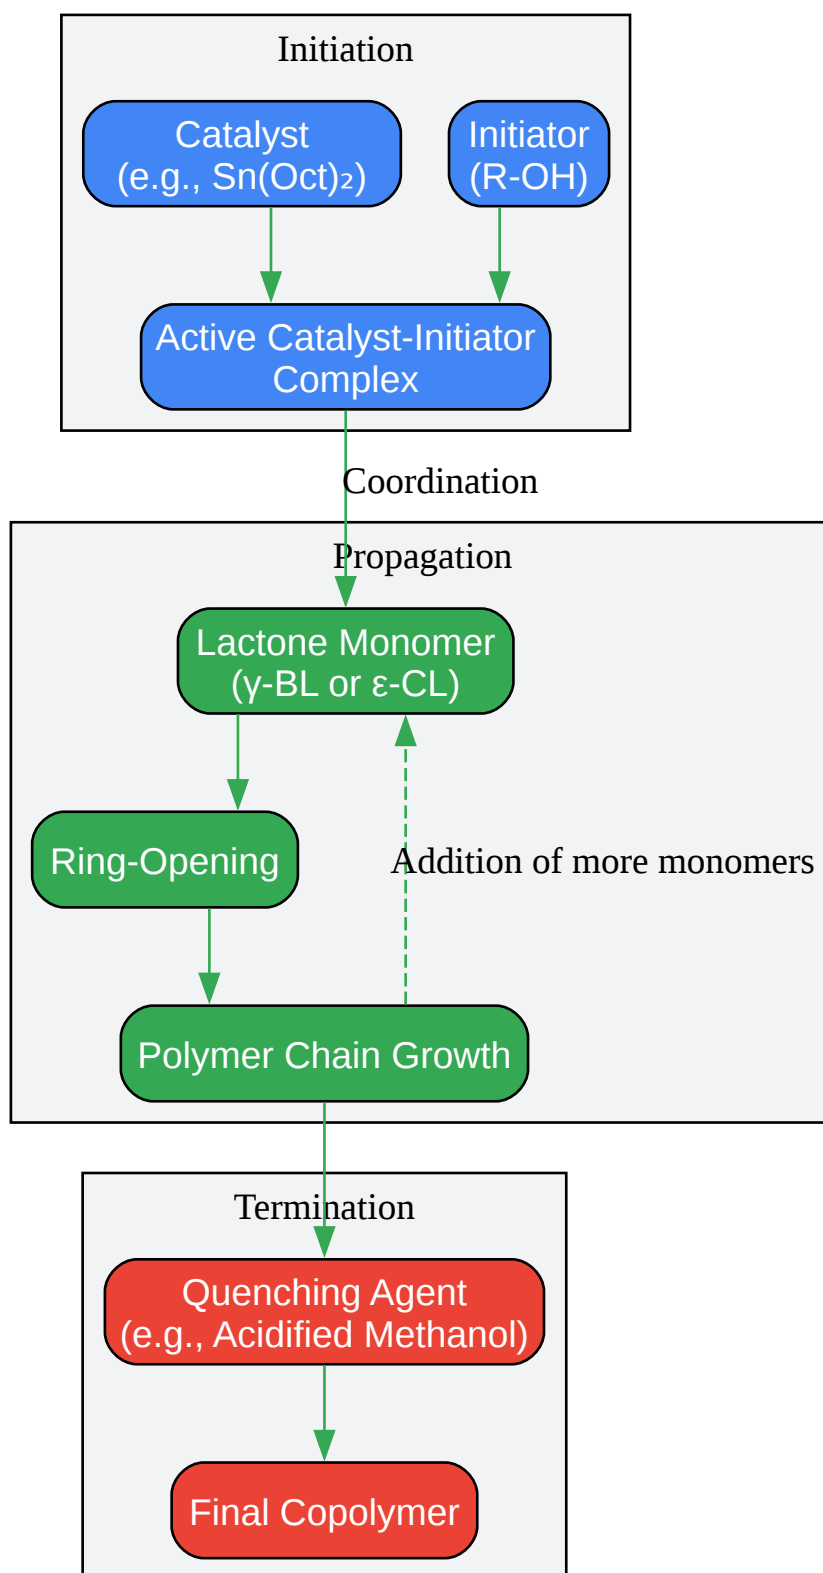 Initiation
Catalyst
(e.g., Sn(Oct)₂)
Initiator
(R-OH)
Active Catalyst-Initiator
Complex
Coordination
Propagation
Lactone Monomer
(γ-BL or ε-CL)
Ring-Opening
Addition of more monomers
Polymer Chain Growth
Termination
Quenching Agent
(e.g., Acidified Methanol)
Final Copolymer